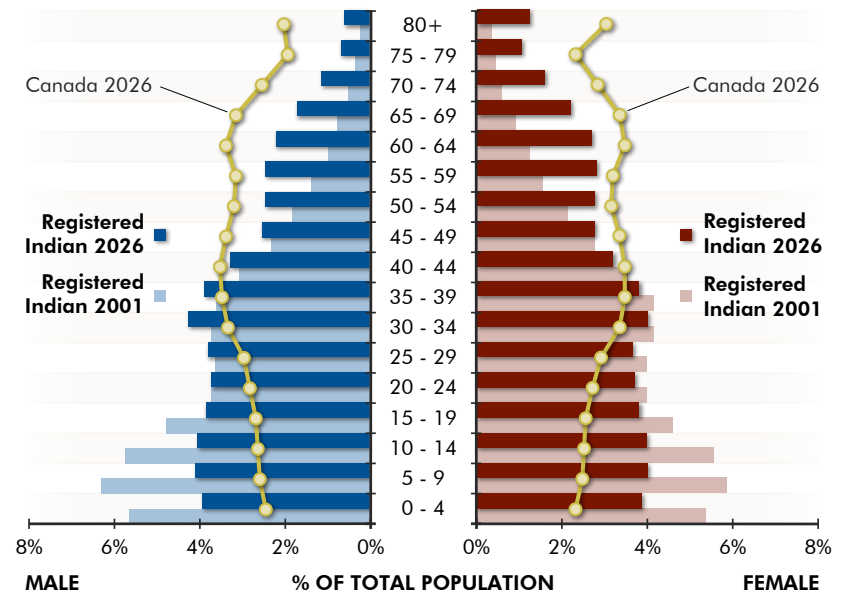 80+
75 - 79
70 - 74
Canada 2026
Canada 2026
65 - 69
60 - 64
55 - 59
50 - 54
Registered
Indian 2026
Registered
Indian 2026
45 - 49
40 - 44
Registered
Indian 2001
Registered
Indian 2001
35 - 39
30 - 34
25 - 29
20 - 24
15 - 19
10 - 14
5 - 9
0 - 4
8% 6% 4% 2% 0% 0% 2% 4% 6% 8%
MALE % OF TOTAL POPULATION FEMALE